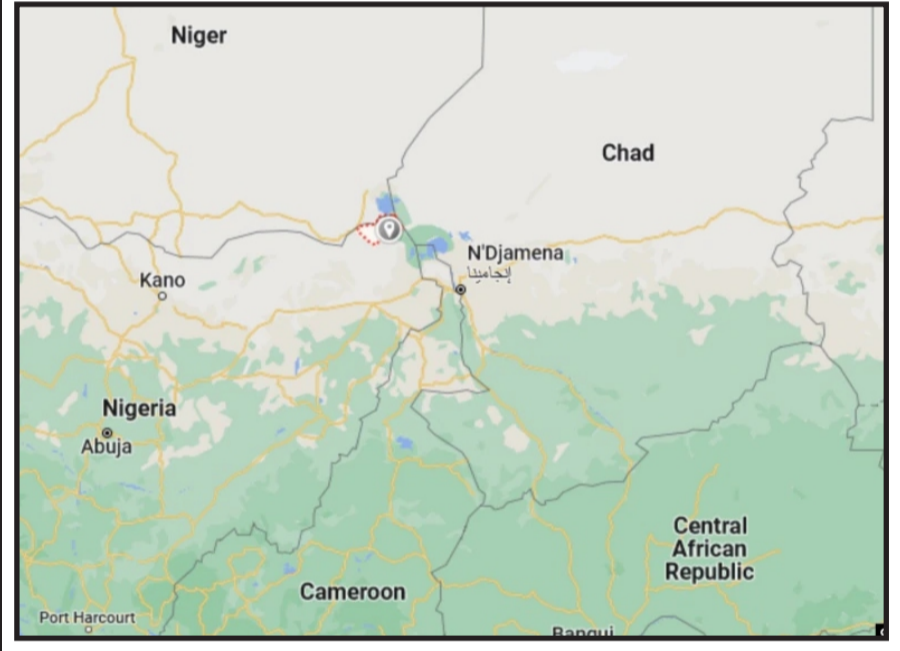 Niger
Chad
N'Djamena
إنجامينا
Kano
Nigeria
Abuja
Central
African
Republic
Cameroon
Port Harcourt
Bangui